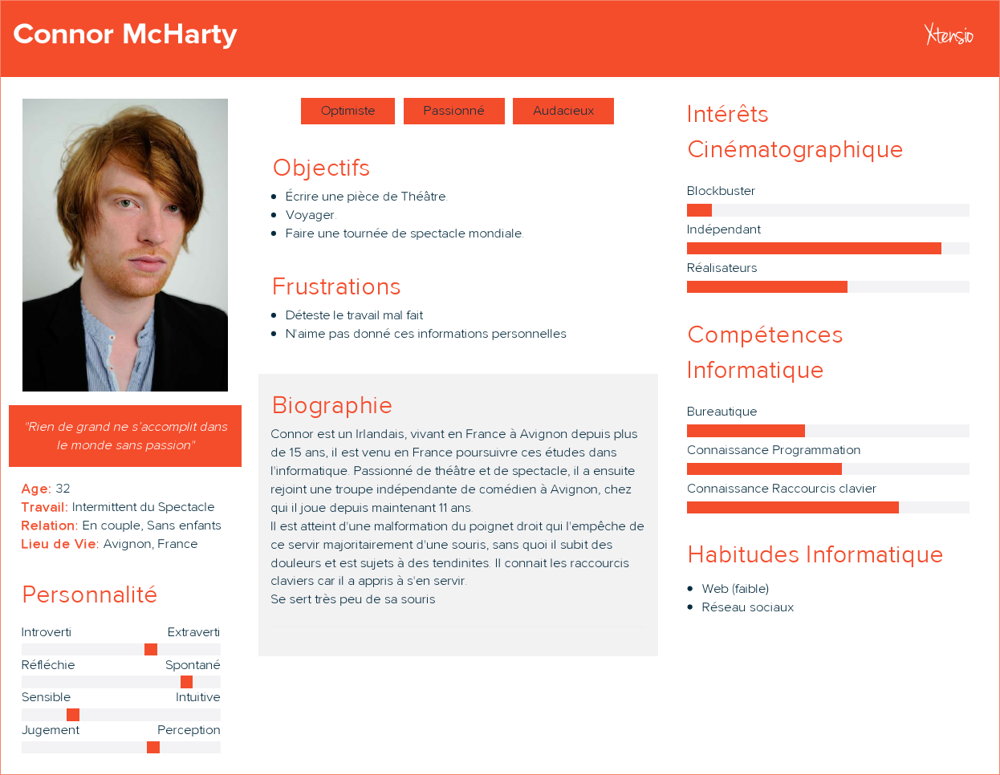 Connor McHarty
Xtensio
"Rien de grand ne s'accomplit dans
le monde sans passion"
Age: 32
Travail: Intermittent du Spectacle
Relation: En couple, Sans enfants
Lieu de Vie: Avignon, France
Personnalité
Introverti Extraverti
Réfléchie Spontané
Sensible Intuitive
Jugement Perception
Optimiste Passionné Audacieux
Objectifs
Écrire une pièce de Théâtre.
Voyager.
Faire une tournée de spectacle mondiale.
Frustrations
Déteste le travail mal fait
N'aime pas donné ces informations personnelles
Biographie
Connor est un Irlandais, vivant en France à Avignon depuis plus
de 15 ans, il est venu en France poursuivre ces études dans
l'informatique. Passionné de théâtre et de spectacle, il a ensuite
rejoint une troupe indépendante de comédien à Avignon, chez
qui il joue depuis maintenant 11 ans.
Il est atteint d'une malformation du poignet droit qui l'empêche de
ce servir majoritairement d'une souris, sans quoi il subit des
douleurs et est sujets à des tendinites. Il connait les raccourcis
claviers car il a appris à s'en servir.
Se sert très peu de sa souris
Intérêts
Cinématographique
Blockbuster
Indépendant
Réalisateurs
Compétences
Informatique
Bureautique
Connaissance Programmation
Connaissance Raccourcis clavier
Habitudes Informatique
Web (faible)
Réseau sociaux